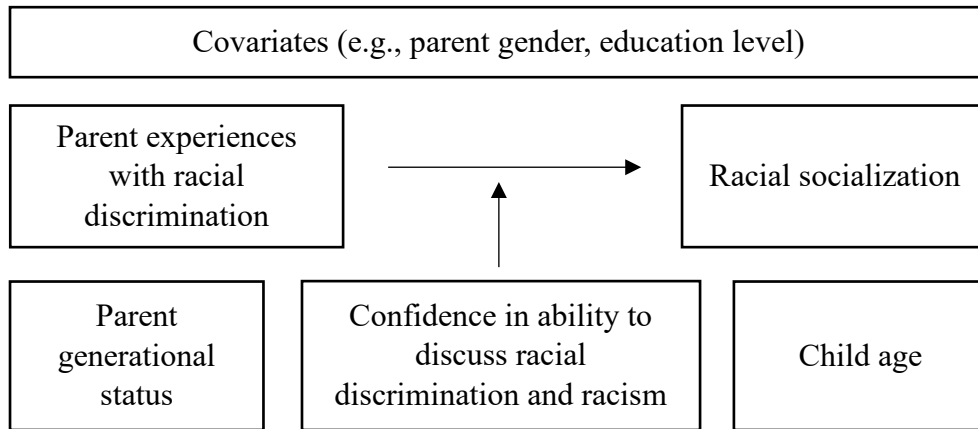 Covariates (e.g., parent gender, education level)
Parent experiences
with racial
discrimination
Racial socialization
Parent
generational
status
Confidence in ability to
discuss racial
discrimination and racism
Child age